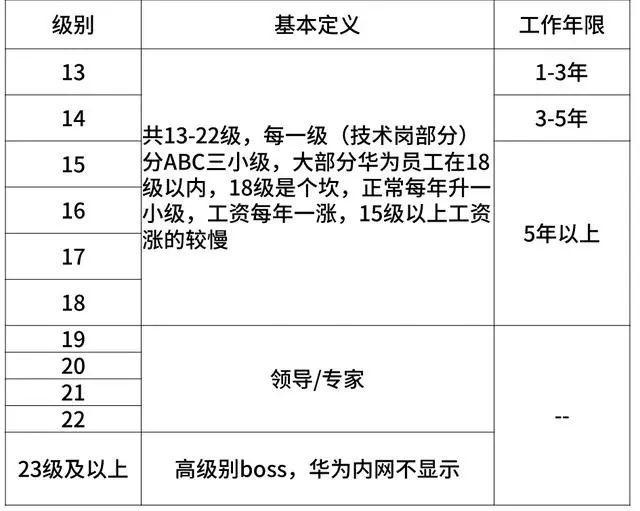 级别 基本定义 工作年限
13 1-3年
14 3-5年
共13-22级，每一级（技术岗部分）
分ABC三小级，大部分华为员工在18
级以内，18级是个坎，正常每年升一
小级，工资每年一涨，15级以上工资
涨的较慢
15
16
17
18
5年以上
19
20
21
22
领导/专家
--
23级及以上 高级别boss，华为内网不显示